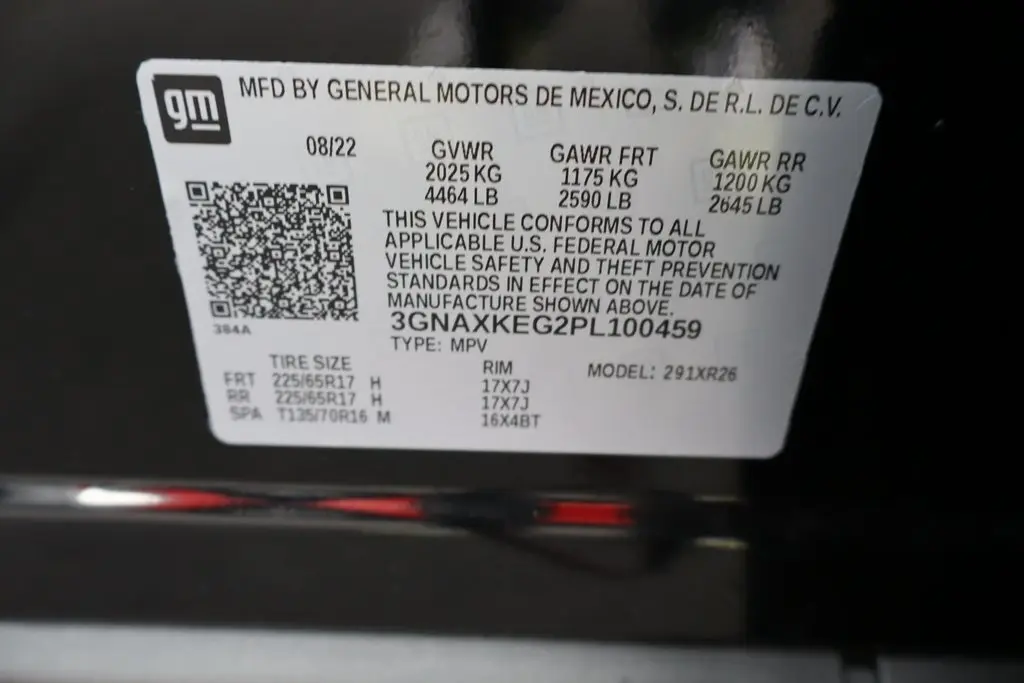 gm
MFD BY GENERAL MOTORS DE MEXICO, S. DE R.L. DE C.V.
08/22 GVWR GAWR FRT GAWR RR
2025 KG 1175 KG 1200 KG
4464 LB 2590 LB 2645 LB
THIS VEHICLE CONFORMS TO ALL
APPLICABLE U.S. FEDERAL MOTOR
VEHICLE SAFETY AND THEFT PREVENTION
STANDARDS IN EFFECT ON THE DATE OF
MANUFACTURE SHOWN ABOVE.
384A 3GNAXKEG2PL100459
TYPE: MPV
TIRE SIZE RIM MODEL: 291XR26
FRT 225/65R17 H 17X7J
RR 225/65R17 H 17X7J
SPA T135/70R16 M 16X4BT